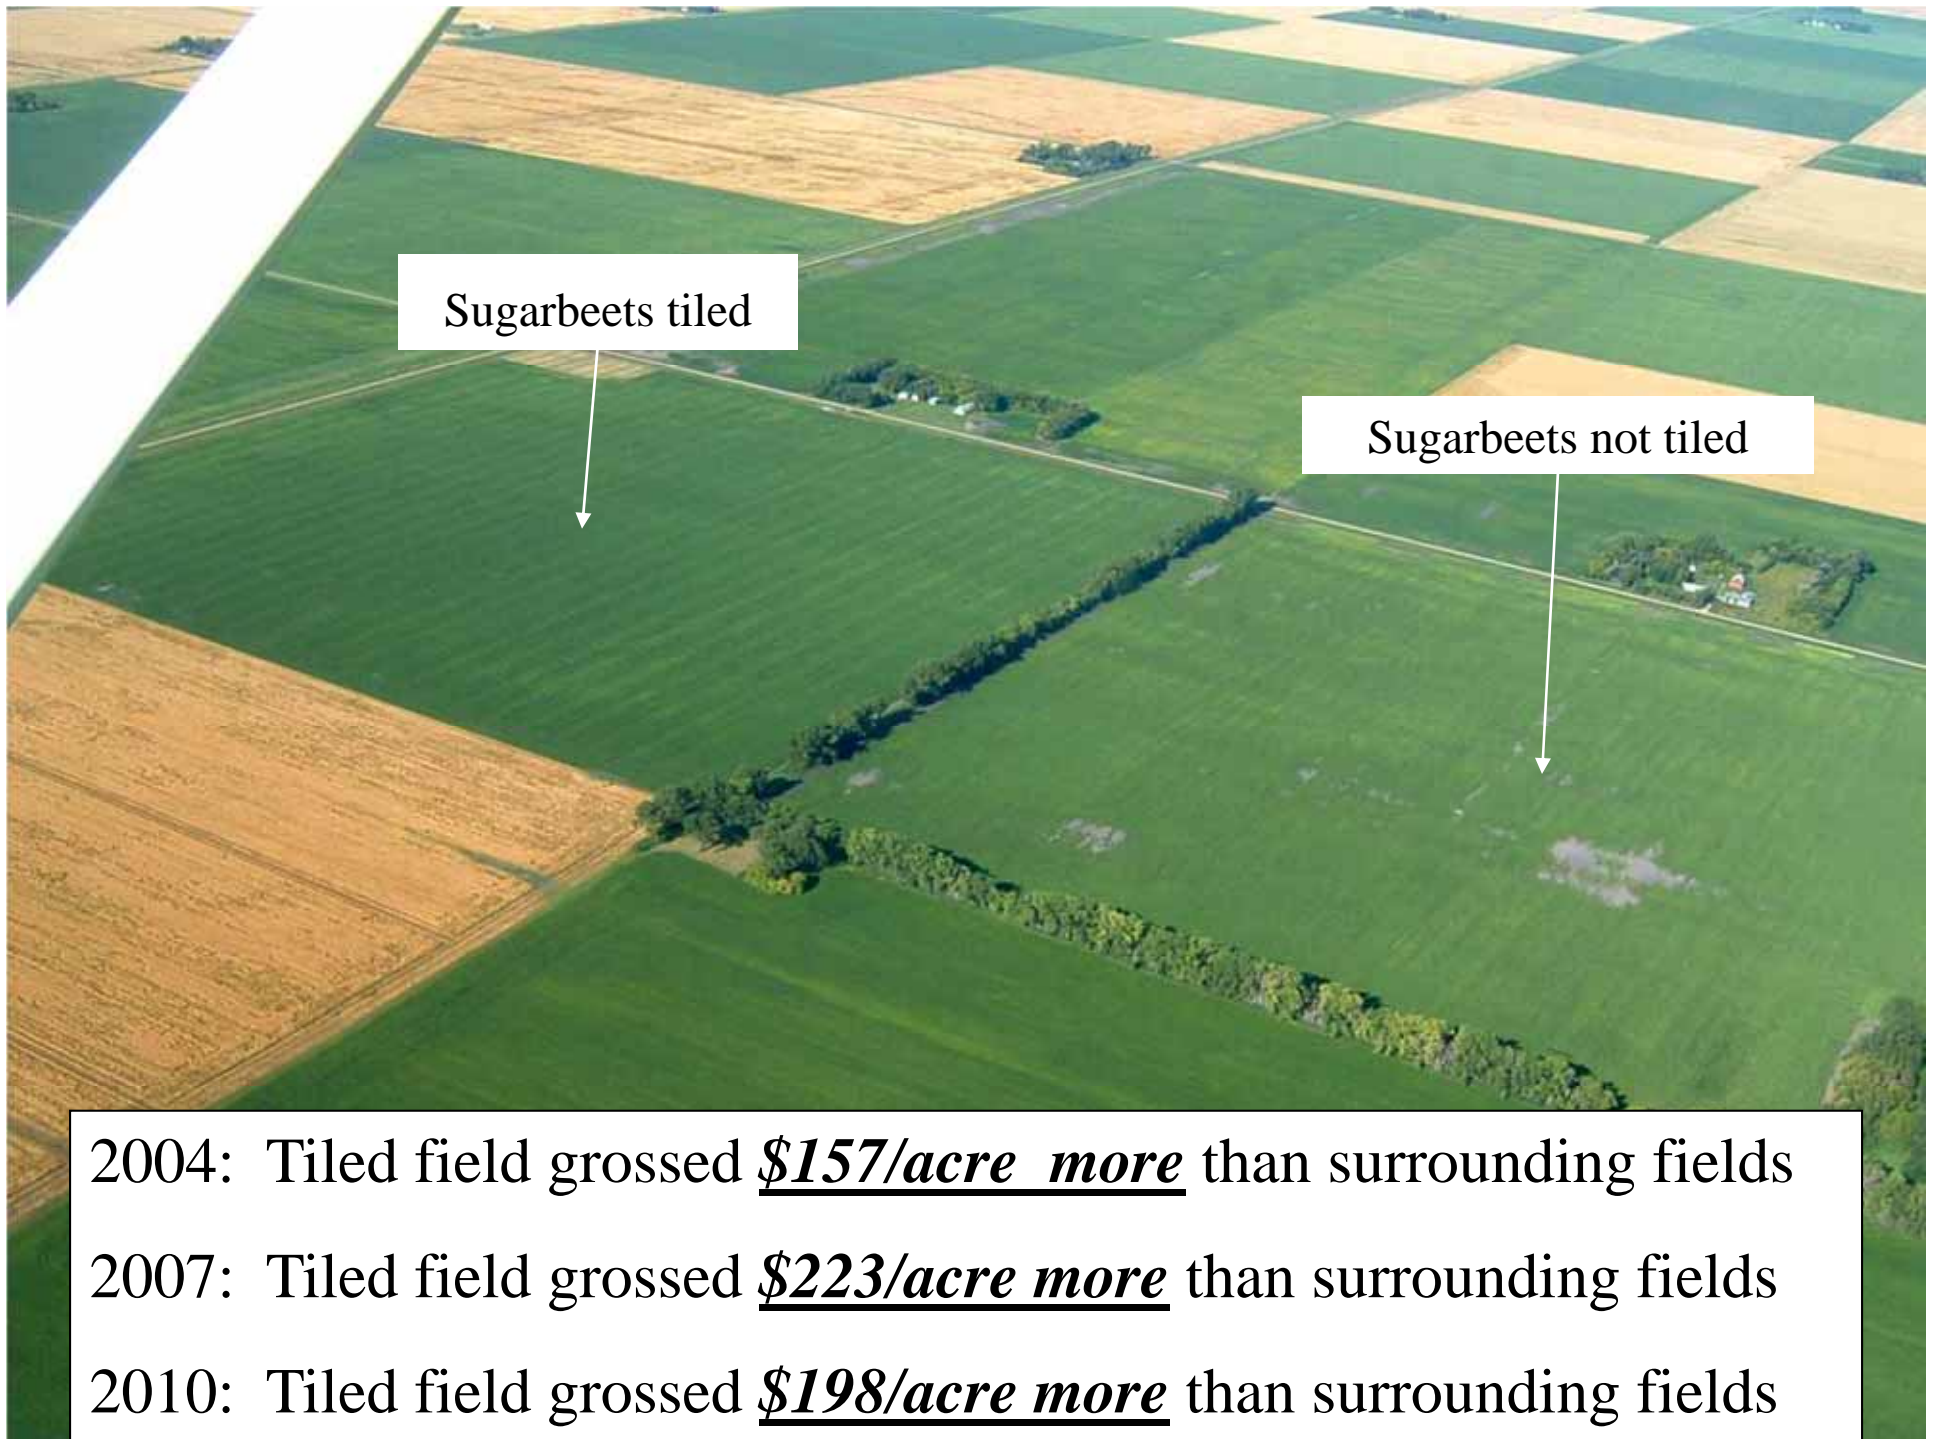 Sugarbeets tiled
Sugarbeets not tiled
2004:  Tiled field grossed $157/acre  more than surrounding fields
2007:  Tiled field grossed $223/acre more than surrounding fields
2010:  Tiled field grossed $198/acre more than surrounding fields